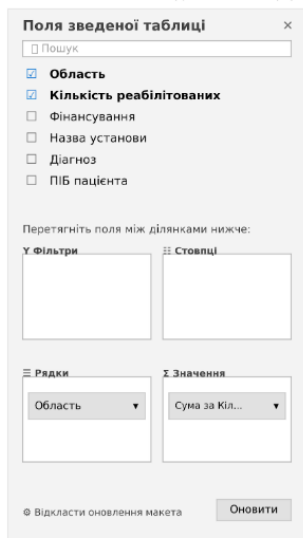 Поля зведеної таблиці ×
Пошук
☑ Область
☑ Кількість реабілітованих
☐ Фінансування
☐ Назва установи
☐ Діагноз
☐ ПІБ пацієнта
Перетягніть поля між ділянками нижче:
Y Фільтри
☷ Стовпці
☰ Рядки
Σ Значення
Область ▼
Сума за Кіл... ▼
⚙ Відкласти оновлення макета
Оновити